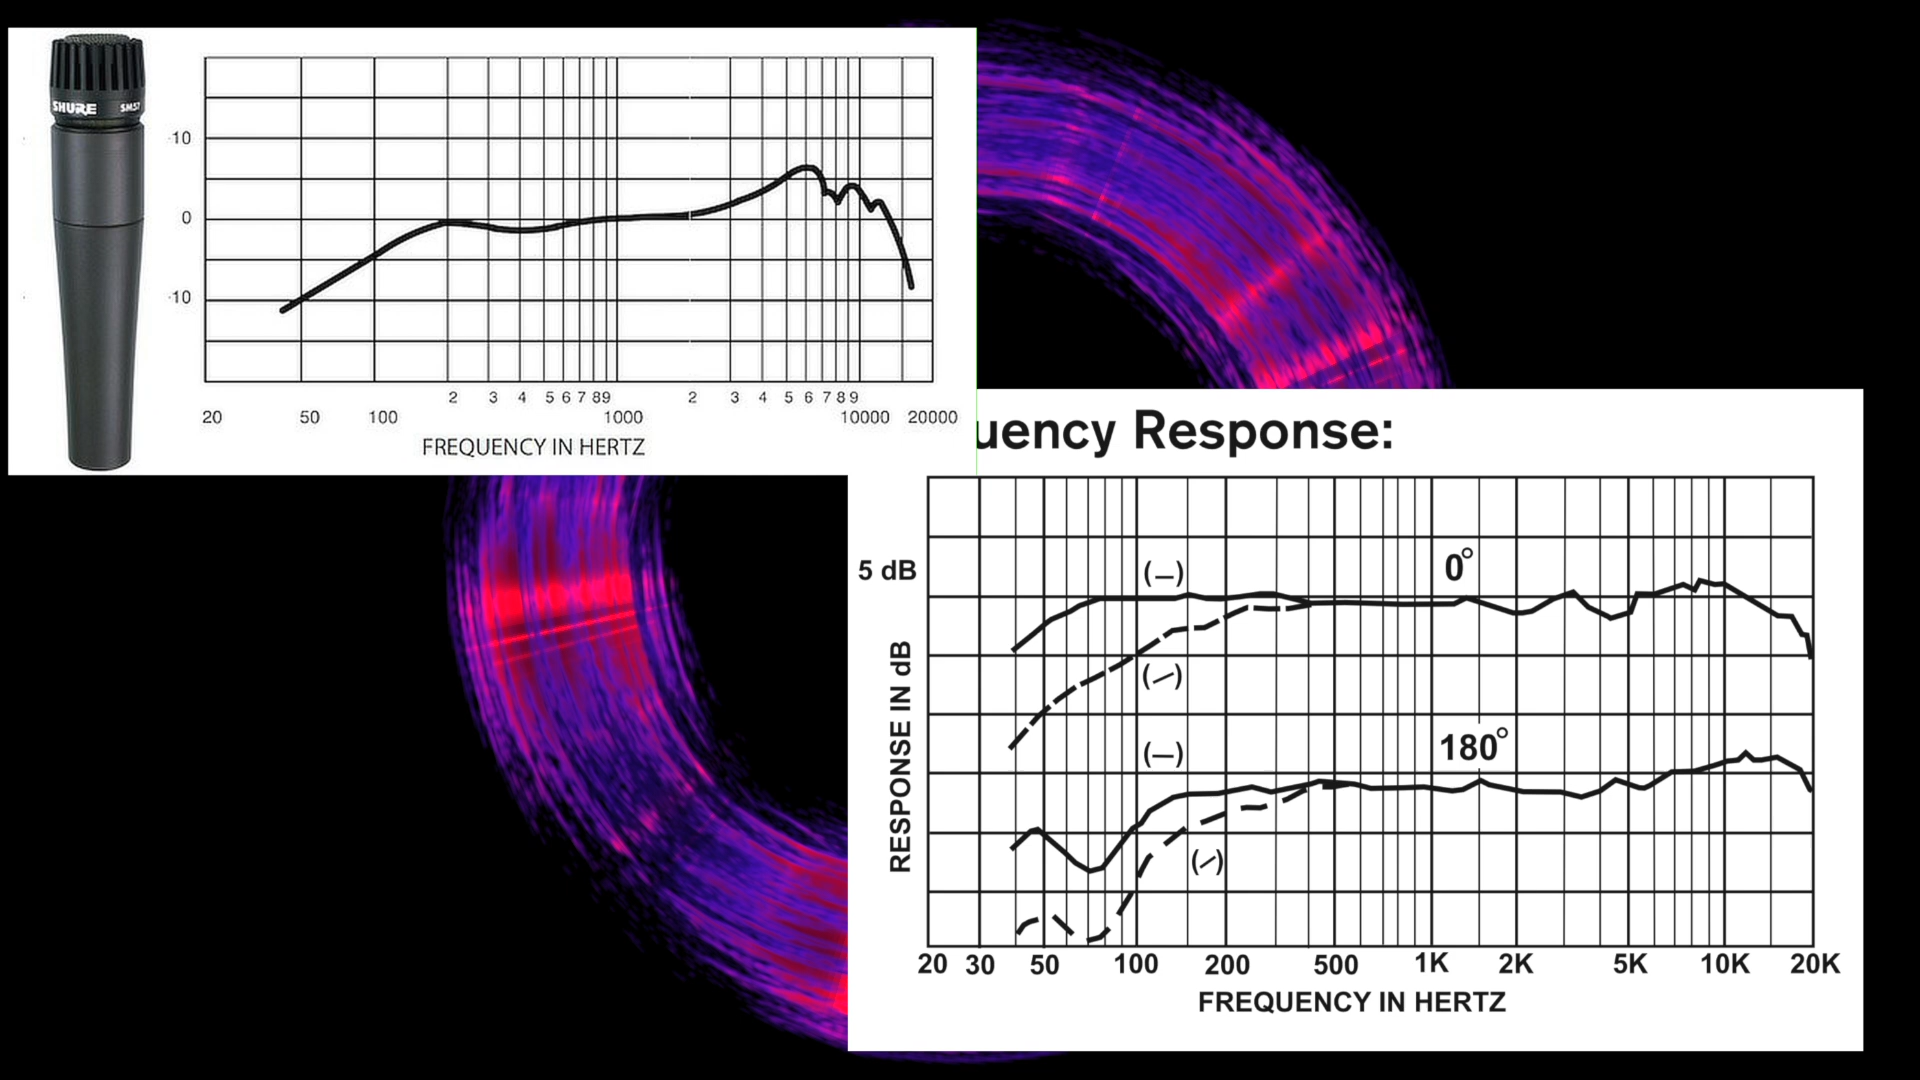 SHURE SM57
10
0
-10
2 3 4 5 6 7 8 9 2 3 4 5 6 7 8 9
20 50 100 1000 10000 20000
FREQUENCY IN HERTZ
uency Response:
5 dB
(—) 0°
(/)
(—) 180°
(/)
RESPONSE IN dB
20 30 50 100 200 500 1K 2K 5K 10K 20K
FREQUENCY IN HERTZ